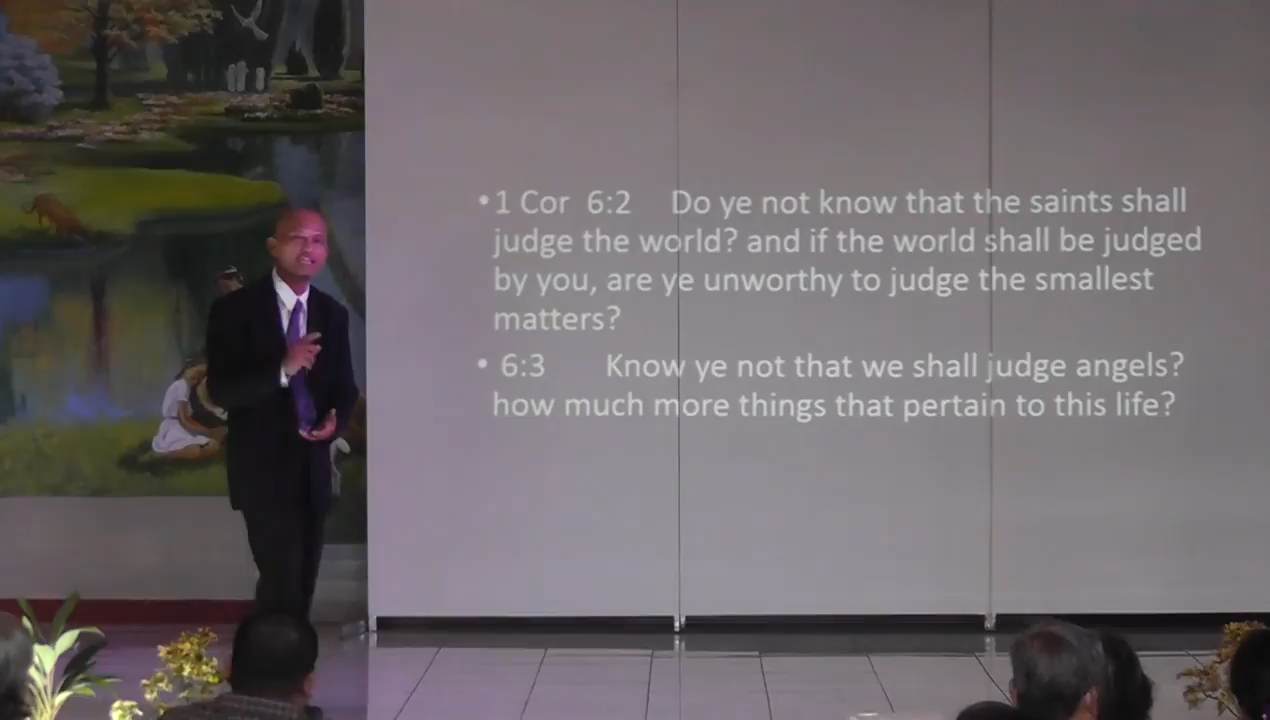 • 1 Cor 6:2 Do ye not know that the saints shall
judge the world? and if the world shall be judged
by you, are ye unworthy to judge the smallest
matters?
• 6:3 Know ye not that we shall judge angels?
how much more things that pertain to this life?